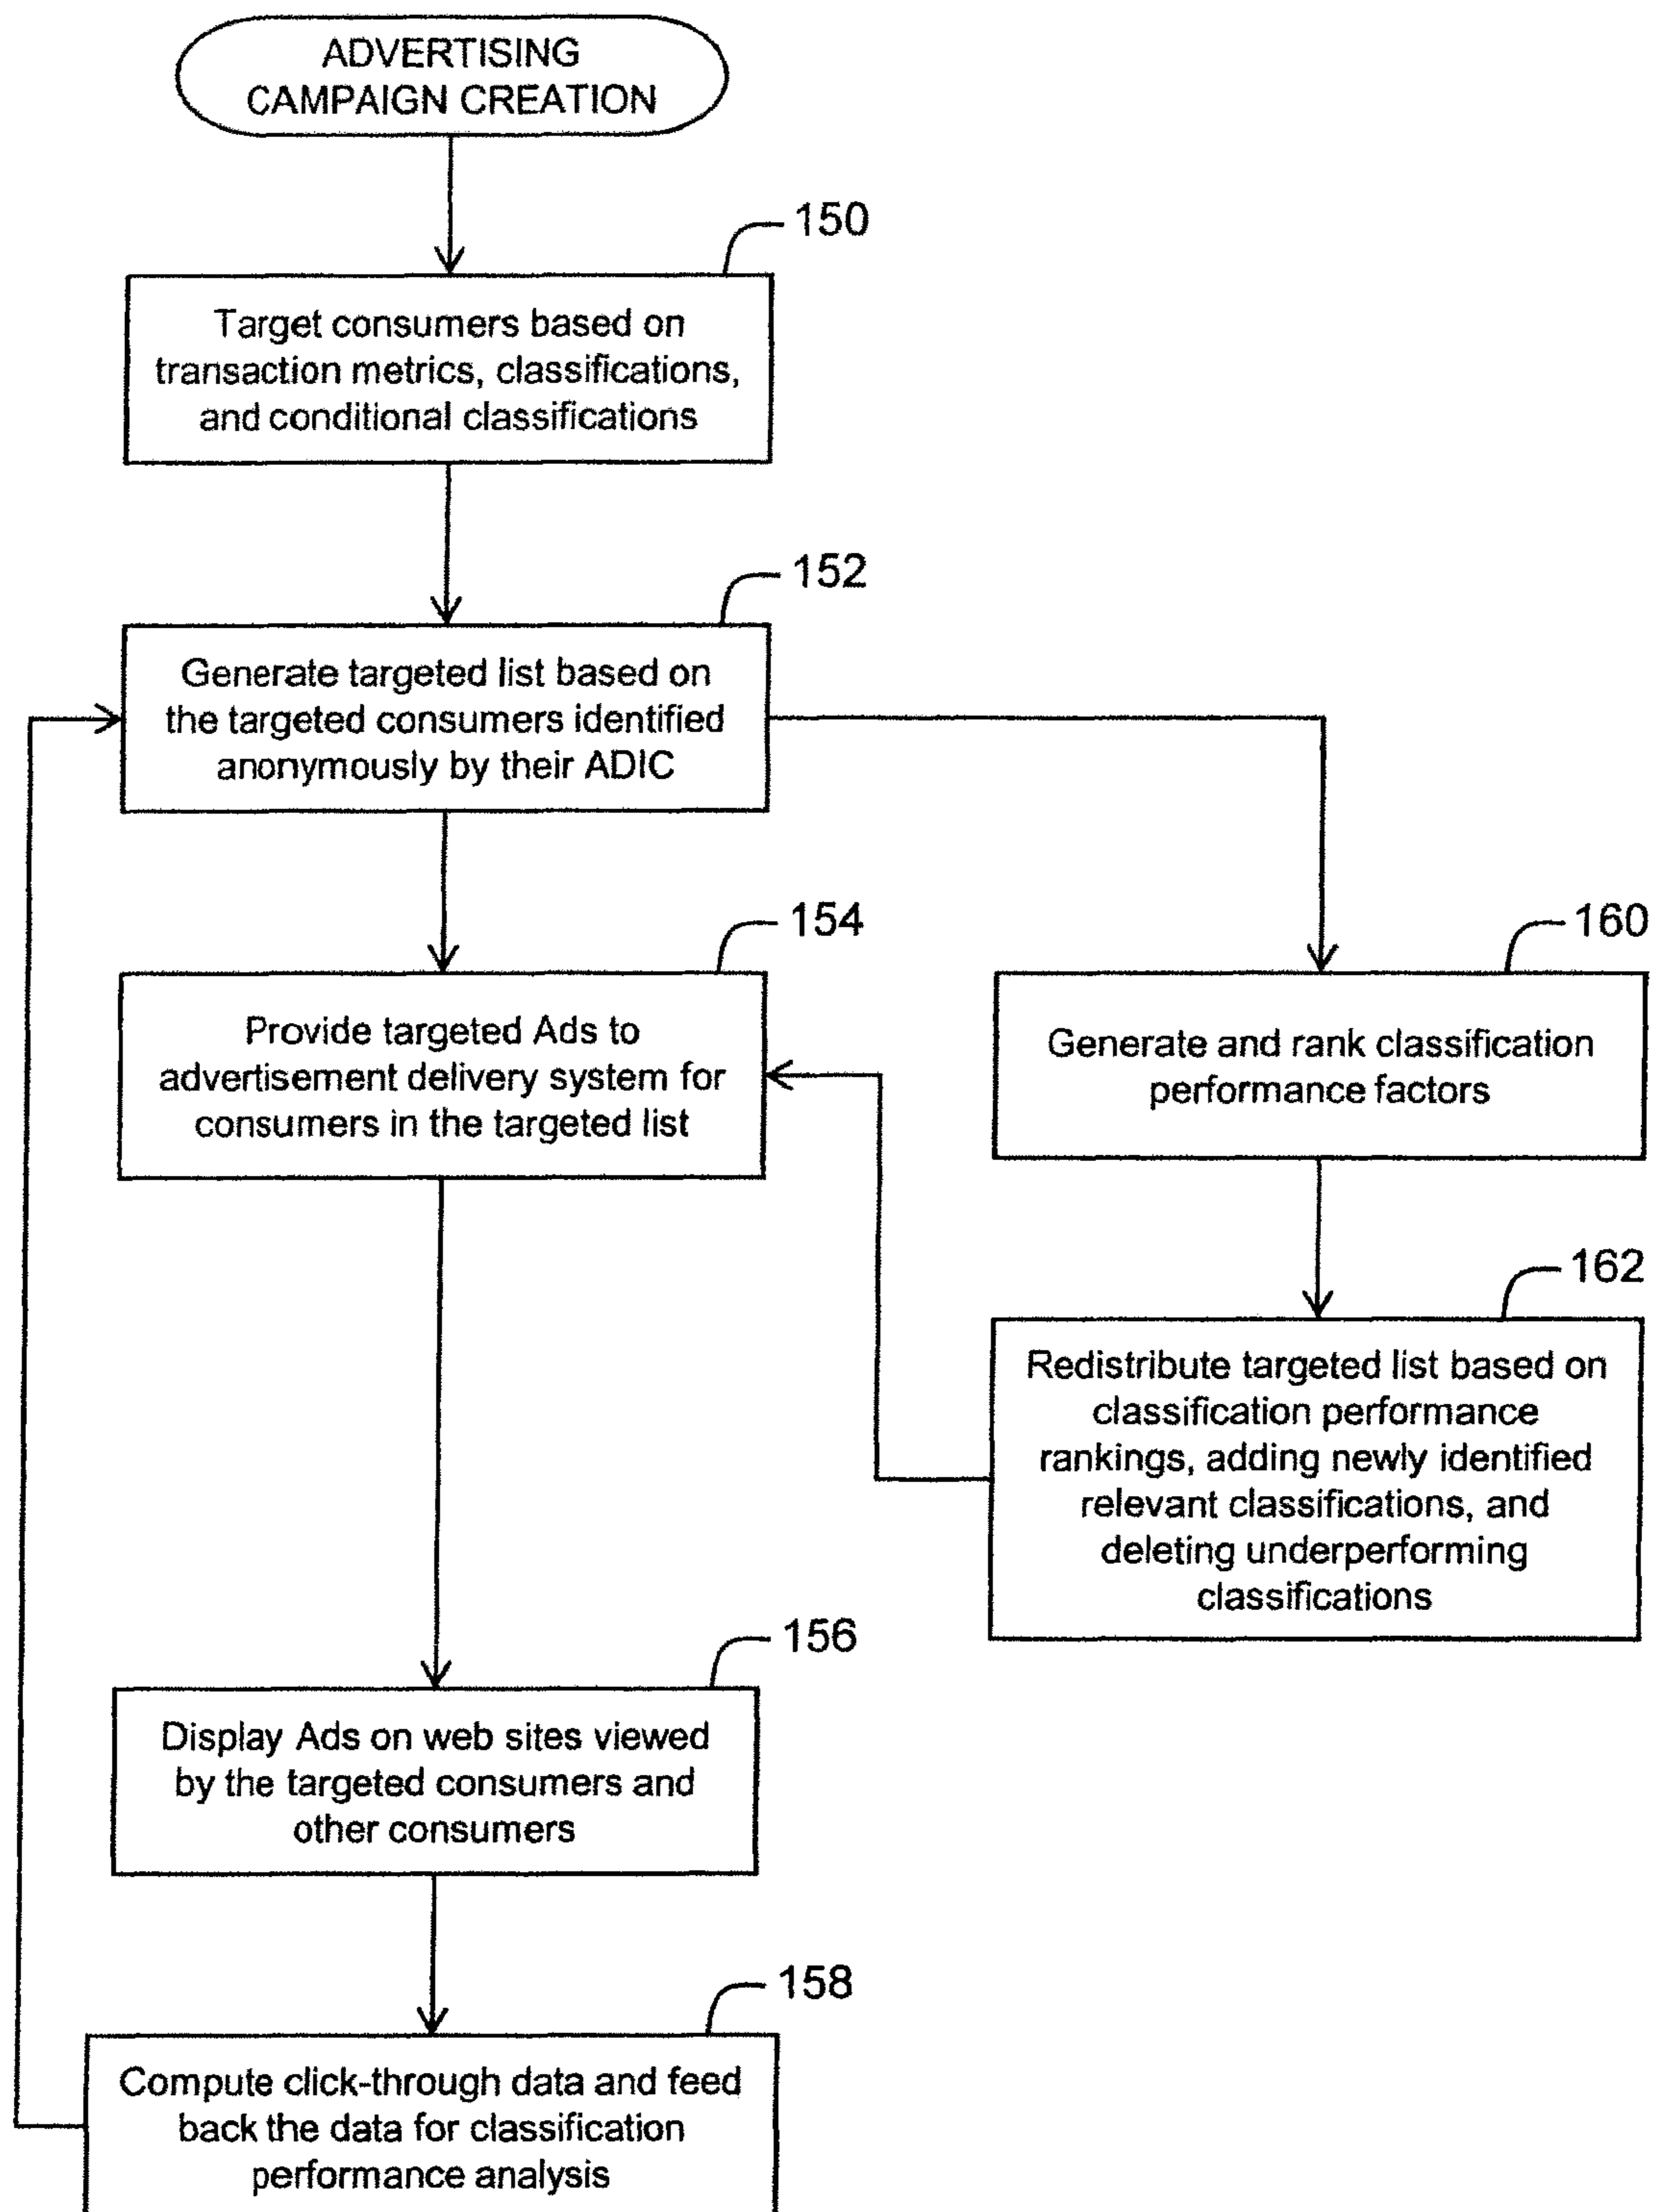 ADVERTISING
CAMPAIGN CREATION
150
Target consumers based on
transaction metrics, classifications,
and conditional classifications
152
Generate targeted list based on
the targeted consumers identified
anonymously by their ADIC
154
Provide targeted Ads to
advertisement delivery system for
consumers in the targeted list
160
Generate and rank classification
performance factors
162
Redistribute targeted list based on
classification performance
rankings, adding newly identified
relevant classifications, and
deleting underperforming
classifications
156
Display Ads on web sites viewed
by the targeted consumers and
other consumers
158
Compute click-through data and feed
back the data for classification
performance analysis